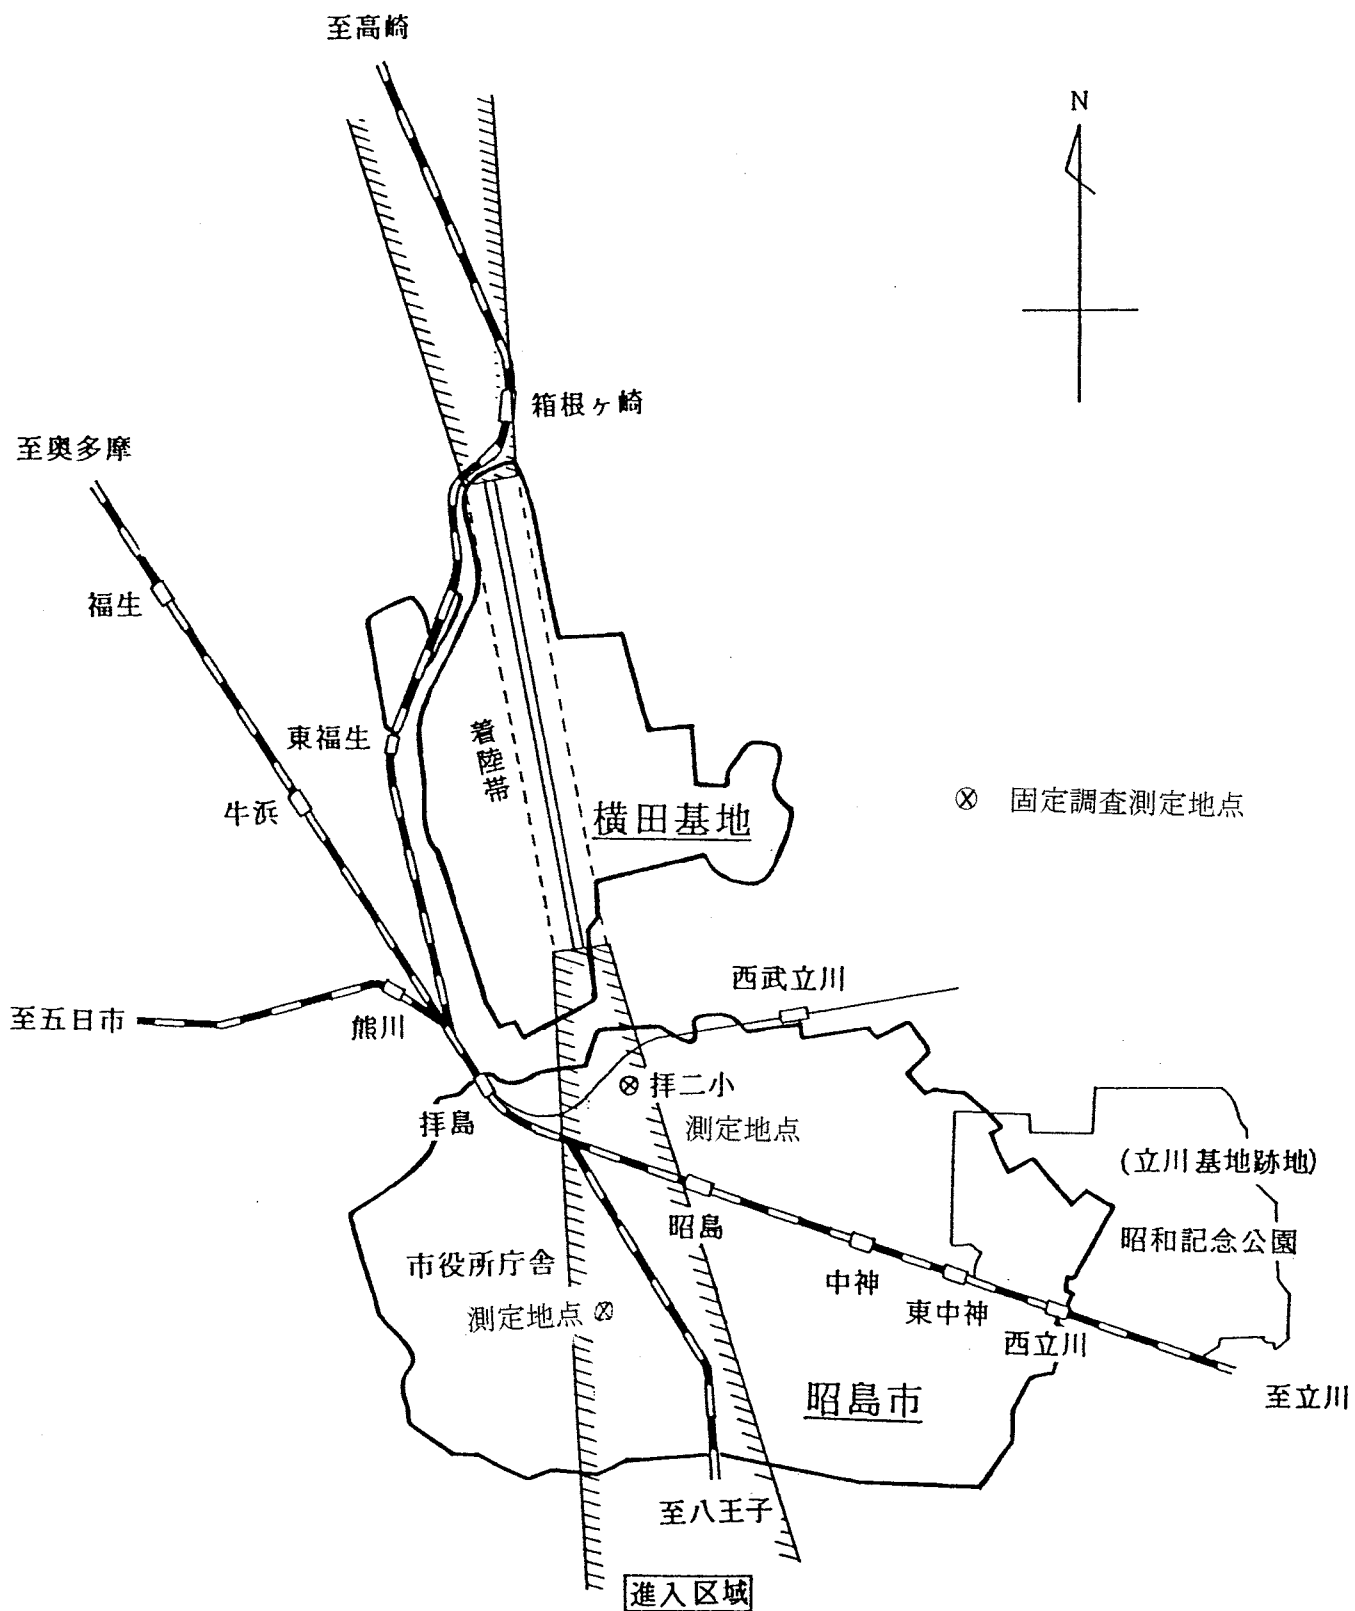 至高崎
N
箱根ヶ崎
至奥多摩
福生
東福生
着陸帯
牛浜
横田基地
⊗ 固定調査測定地点
西武立川
至五日市
熊川
⊗ 拝二小
測定地点
拝島
(立川基地跡地)
昭島
昭和記念公園
市役所庁舎
測定地点 ⊗
中神
東中神
西立川
昭島市
至立川
至八王子
進入区域